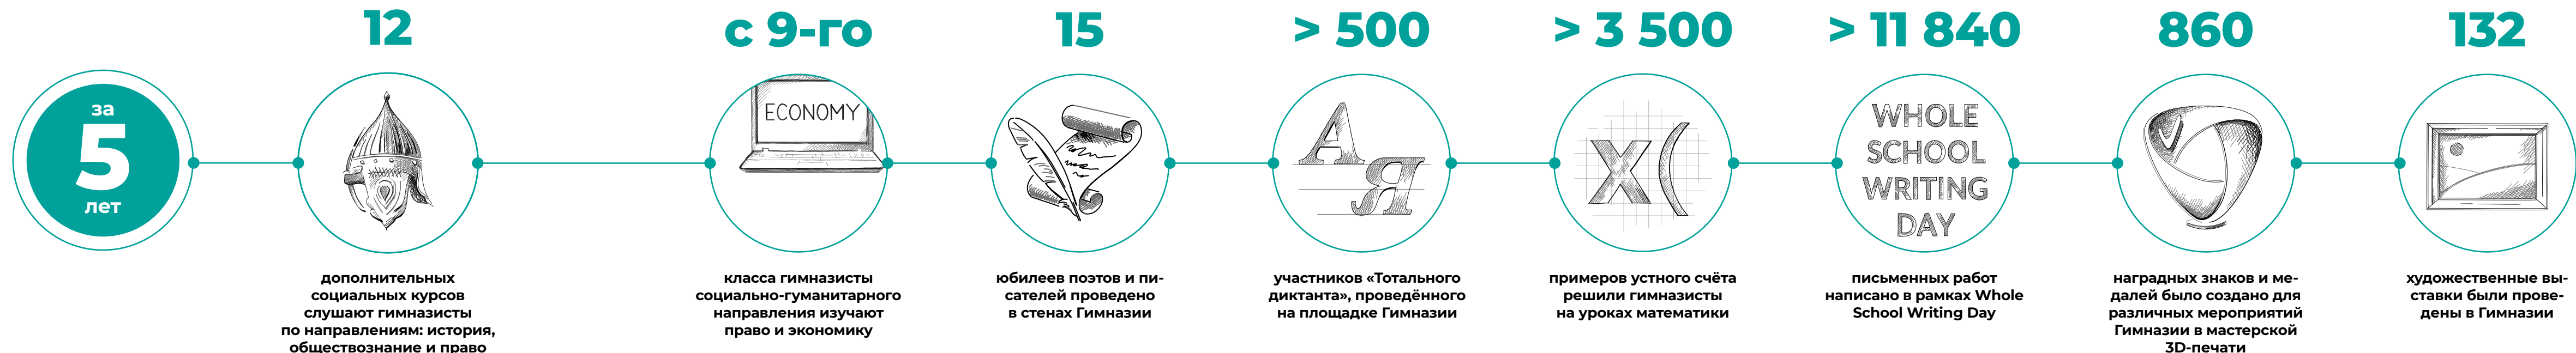 за
5
лет
12
дополнительных
социальных курсов
слушают гимназисты
по направлениям: история,
обществознание и право
с 9-го
ECONOMY
класса гимназисты
социально-гуманитарного
направления изучают
право и экономику
15
юбилеев поэтов и пи-
сателей проведено
в стенах Гимназии
> 500
А
Я
участников «Тотального
диктанта», проведённого
на площадке Гимназии
> 3 500
X(
примеров устного счёта
решили гимназисты
на уроках математики
> 11 840
WHOLE
SCHOOL
WRITING
DAY
письменных работ
написано в рамках Whole
School Writing Day
860
наградных знаков и ме-
далей было создано для
различных мероприятий
Гимназии в мастерской
3D-печати
132
художественные вы-
ставки были прове-
дены в Гимназии